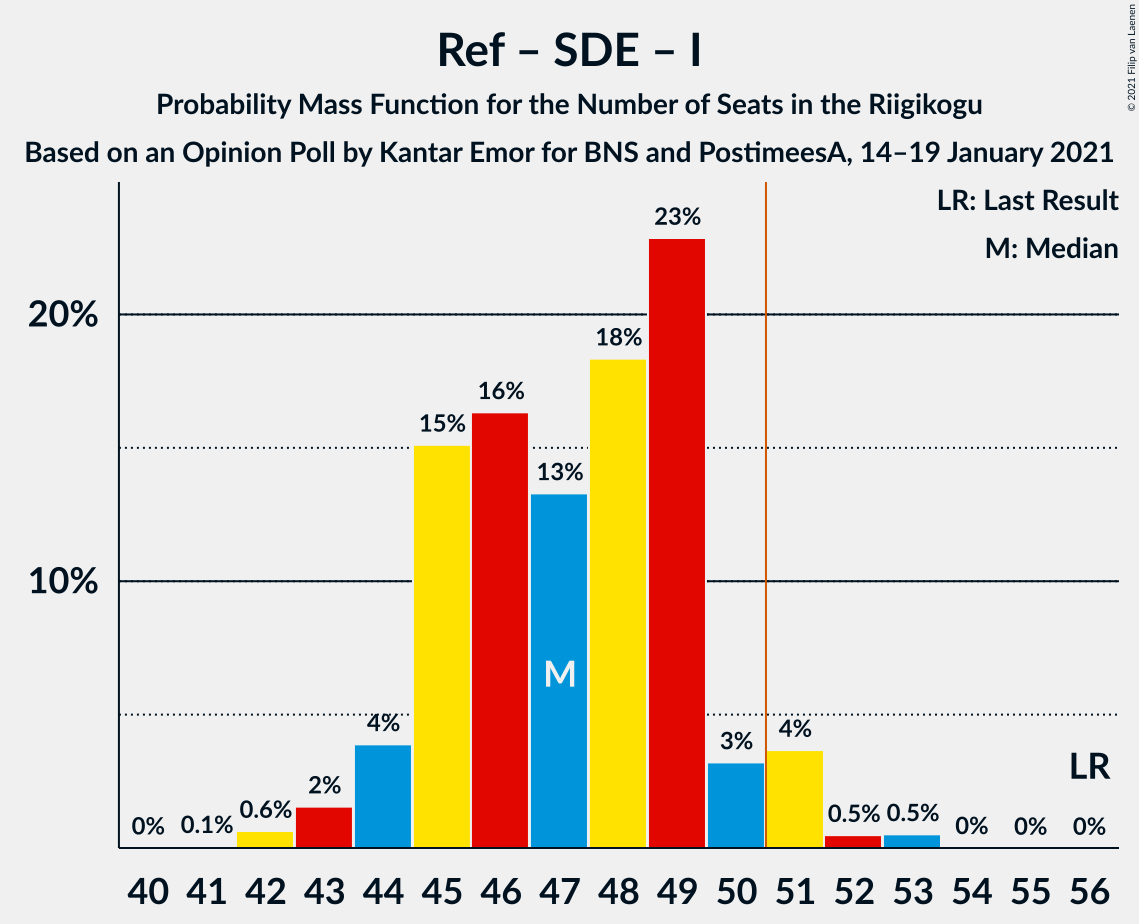 Ref – SDE – I
Probability Mass Function for the Number of Seats in the Riigikogu
Based on an Opinion Poll by Kantar Emor for BNS and PostimeesA, 14–19 January 2021
© 2021 Filip van Laenen
LR: Last Result
M: Median
23%
20%
18%
16%
15%
13%
10%
M
4%
3%
4%
LR
2%
0.6%
0.5%
0.5%
0%
0.1%
0%
0%
0%
40 41 42 43 44 45 46 47 48 49 50 51 52 53 54 55 56